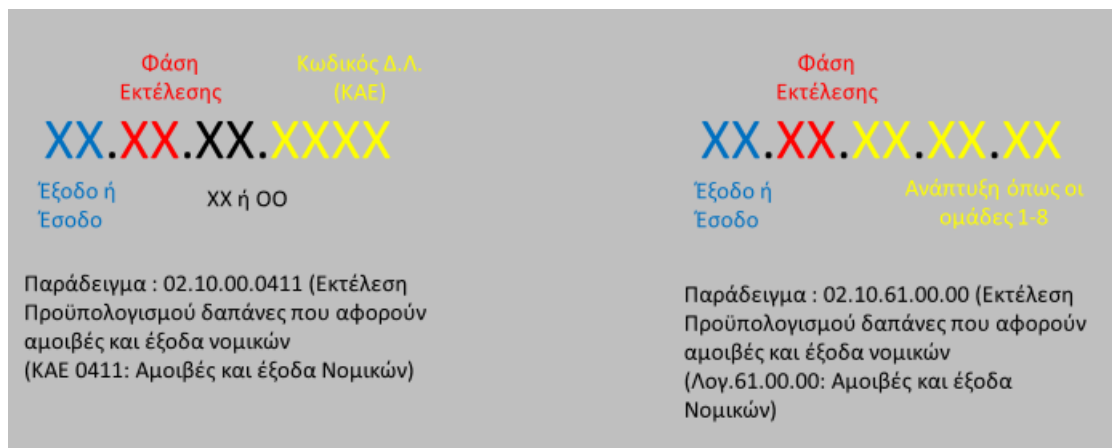 Φάση
Εκτέλεσης
Κωδικός Δ.Λ.
(ΚΑΕ)
XX.XX.XX.XXXX
Έξοδο ή
Έσοδο
XX ή ΟΟ
Παράδειγμα : 02.10.00.0411 (Εκτέλεση
Προϋπολογισμού δαπάνες που αφορούν
αμοιβές και έξοδα νομικών
(ΚΑΕ 0411: Αμοιβές και έξοδα Νομικών)
Φάση
Εκτέλεσης
XX.XX.XX.XX.XX
Έξοδο ή
Έσοδο
Ανάπτυξη όπως οι
ομάδες 1-8
Παράδειγμα : 02.10.61.00.00 (Εκτέλεση
Προϋπολογισμού δαπάνες που αφορούν
αμοιβές και έξοδα νομικών
(Λογ.61.00.00: Αμοιβές και έξοδα
Νομικών)